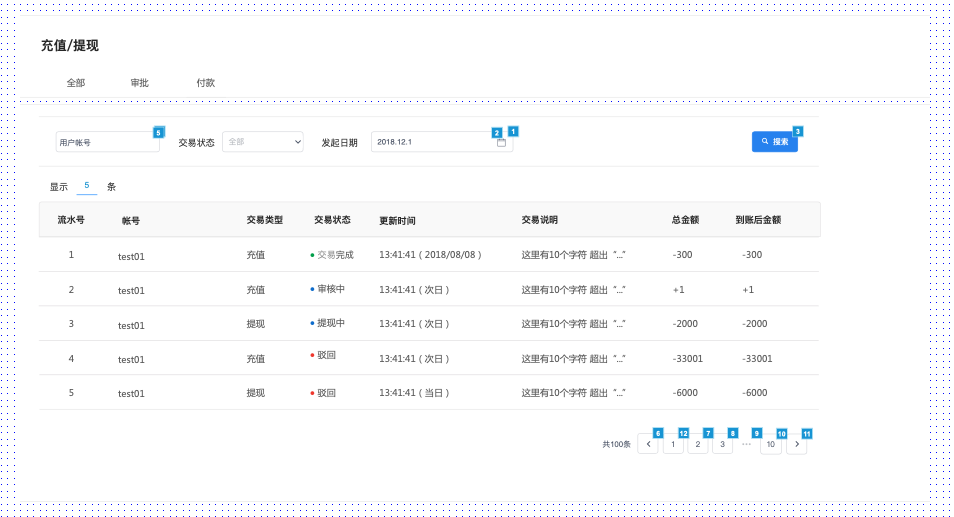 充值/提现
全部 审批 付款
用户帐号 5 交易状态 全部 发起日期 2018.12.1 2 1 搜索 3
显示 5 条
流水号 帐号 交易类型 交易状态 更新时间 交易说明 总金额 到账后金额
1 test01 充值 交易完成 13:41:41 ( 2018/08/08 ) 这里有10个字符 超出 “...” -300 -300
2 test01 充值 审核中 13:41:41 ( 次日 ) 这里有10个字符 超出 “...” +1 +1
3 test01 提现 提现中 13:41:41 ( 次日 ) 这里有10个字符 超出 “...” -2000 -2000
4 test01 充值 驳回 13:41:41 ( 次日 ) 这里有10个字符 超出 “...” -33001 -33001
5 test01 提现 驳回 13:41:41 ( 当日 ) 这里有10个字符 超出 “...” -6000 -6000
6 12 7 8 9 10 11
共100条 < 1 2 3 ··· 10 >